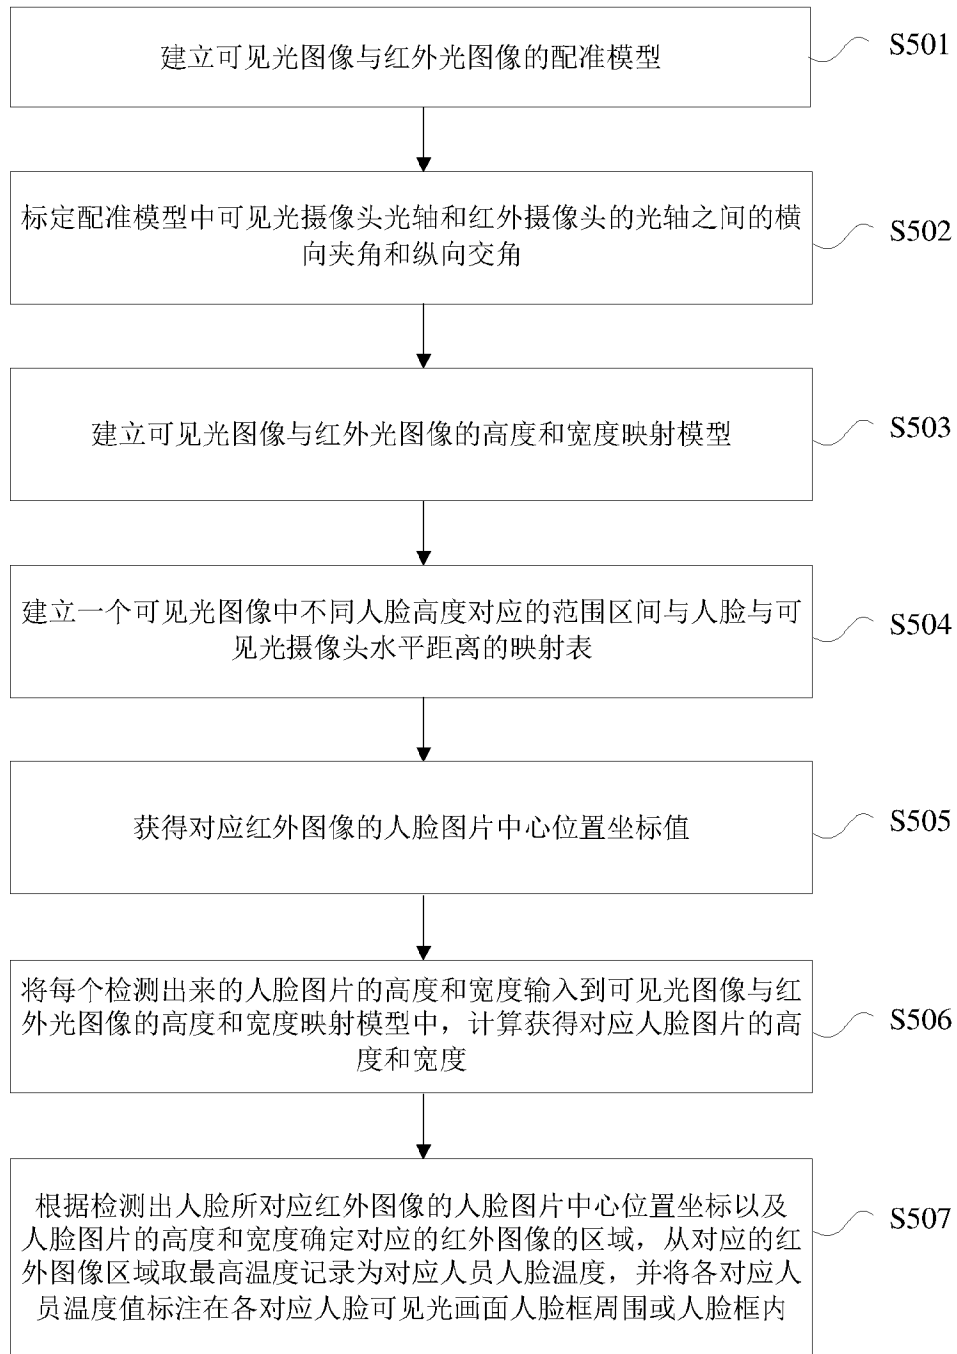 建立可见光图像与红外光图像的配准模型
S501
标定配准模型中可见光摄像头光轴和红外摄像头的光轴之间的横
向夹角和纵向交角
S502
建立可见光图像与红外光图像的高度和宽度映射模型
S503
建立一个可见光图像中不同人脸高度对应的范围区间与人脸与可
见光摄像头水平距离的映射表
S504
获得对应红外图像的人脸图片中心位置坐标值
S505
将每个检测出来的人脸图片的高度和宽度输入到可见光图像与红
外光图像的高度和宽度映射模型中，计算获得对应人脸图片的高
度和宽度
S506
根据检测出人脸所对应红外图像的人脸图片中心位置坐标以及
人脸图片的高度和宽度确定对应的红外图像的区域，从对应的红
外图像区域取最高温度记录为对应人员人脸温度，并将各对应人
员温度值标注在各对应人脸可见光画面人脸框周围或人脸框内
S507